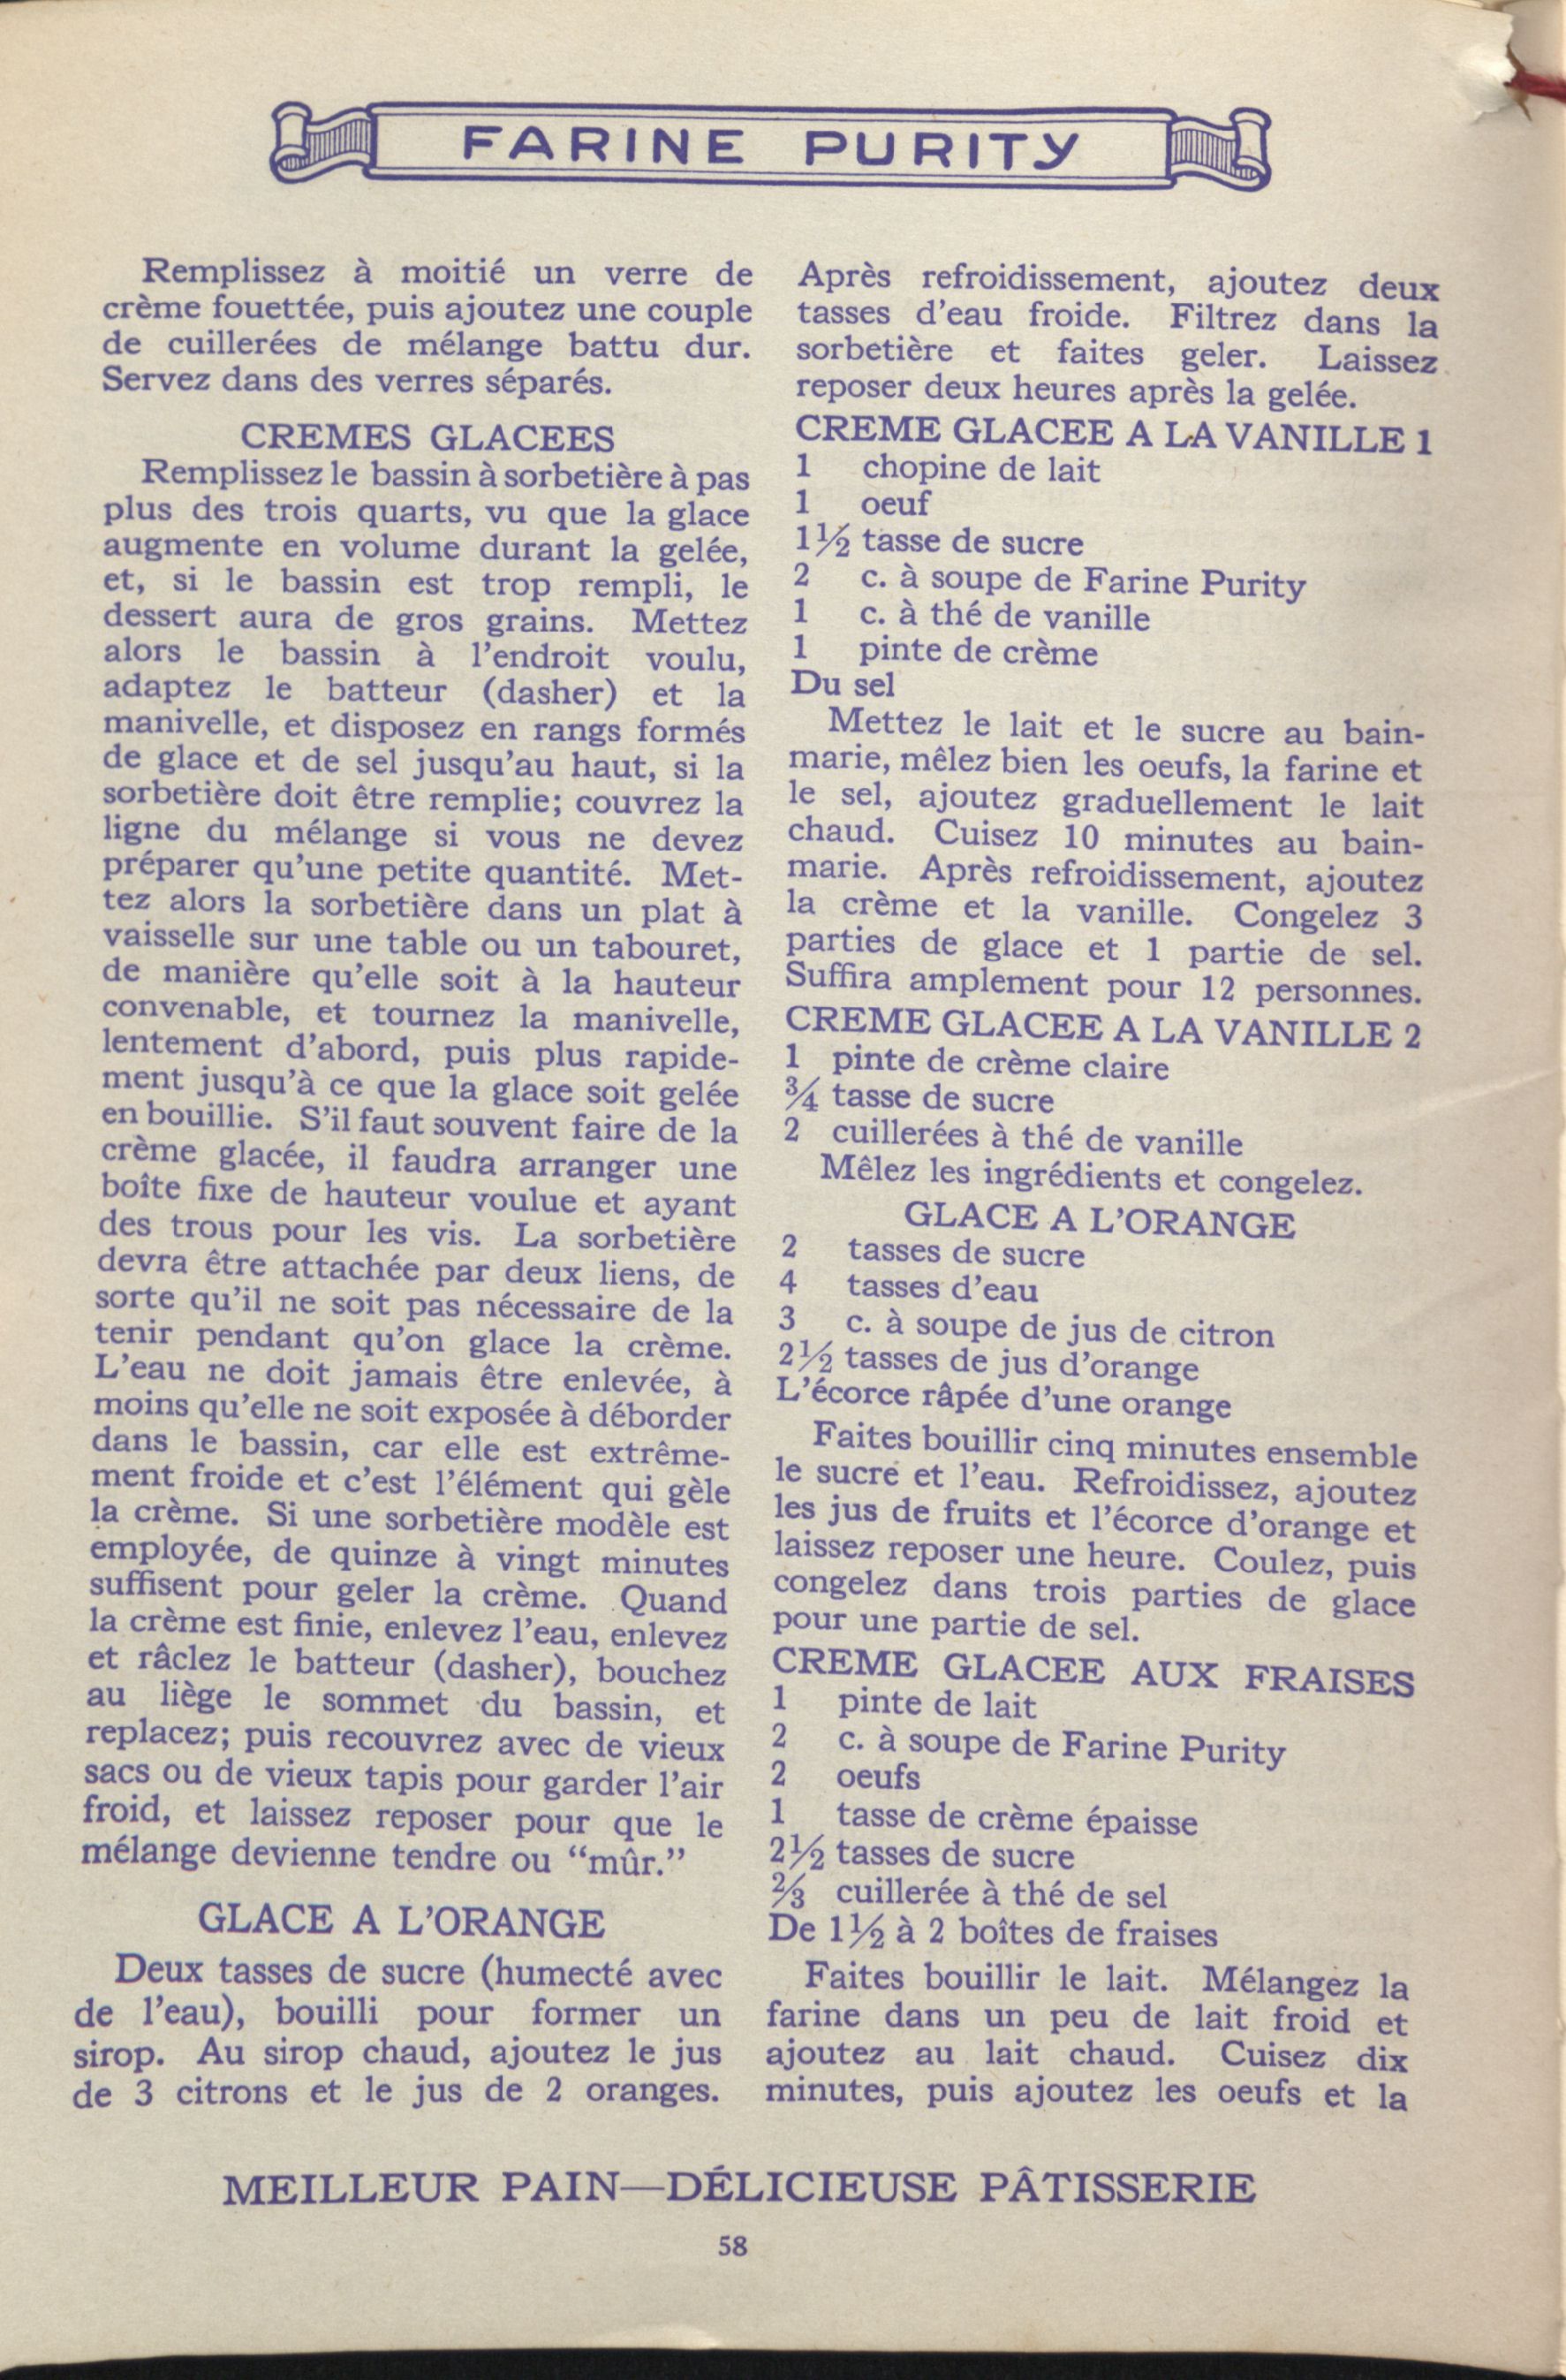 FARINE PURITY
Remplissez à moitié un verre de
crème fouettée, puis ajoutez une couple
de cuillerées de mélange battu dur.
Servez dans des verres séparés.
CREMES GLACEES
Remplissez le bassin à sorbetière à pas
plus des trois quarts, vu que la glace
augmente en volume durant la gelée,
et, si le bassin est trop rempli, le
dessert aura de gros grains. Mettez
alors le bassin à l'endroit voulu,
adaptez le batteur (dasher) et la
manivelle, et disposez en rangs formés
de glace et de sel jusqu'au haut, si la
sorbetière doit être remplie; couvrez la
ligne du mélange si vous ne devez
préparer qu'une petite quantité. Met-
tez alors la sorbetière dans un plat à
vaisselle sur une table ou un tabouret,
de manière qu'elle soit à la hauteur
convenable, et tournez la manivelle,
lentement d'abord, puis plus rapide-
ment jusqu'à ce que la glace soit gelée
en bouillie. S'il faut souvent faire de la
crème glacée, il faudra arranger une
boîte fixe de hauteur voulue et ayant
des trous pour les vis. La sorbetière
devra être attachée par deux liens, de
sorte qu'il ne soit pas nécessaire de la
tenir pendant qu'on glace la crème.
L'eau ne doit jamais être enlevée, à
moins qu'elle ne soit exposée à déborder
dans le bassin, car elle est extrême-
ment froide et c'est l'élément qui gèle
la crème. Si une sorbetière modèle est
employée, de quinze à vingt minutes
suffisent pour geler la crème. Quand
la crème est finie, enlevez l'eau, enlevez
et râclez le batteur (dasher), bouchez
au liège le sommet du bassin, et
replacez; puis recouvrez avec de vieux
sacs ou de vieux tapis pour garder l'air
froid, et laissez reposer pour que le
mélange devienne tendre ou "mûr."
GLACE A L'ORANGE
Deux tasses de sucre (humecté avec
de l'eau), bouilli pour former un
sirop. Au sirop chaud, ajoutez le jus
de 3 citrons et le jus de 2 oranges.
Après refroidissement, ajoutez deux
tasses d'eau froide. Filtrez dans la
sorbetière et faites geler. Laissez
reposer deux heures après la gelée.
CREME GLACEE A LA VANILLE 1
1 chopine de lait
1 oeuf
1½ tasse de sucre
2 c. à soupe de Farine Purity
1 c. à thé de vanille
1 pinte de crème
Du sel
Mettez le lait et le sucre au bain-
marie, mêlez bien les oeufs, la farine et
le sel, ajoutez graduellement le lait
chaud. Cuisez 10 minutes au bain-
marie. Après refroidissement, ajoutez
la crème et la vanille. Congelez 3
parties de glace et 1 partie de sel.
Suffira amplement pour 12 personnes.
CREME GLACEE A LA VANILLE 2
1 pinte de crème claire
¾ tasse de sucre
2 cuillerées à thé de vanille
Mêlez les ingrédients et congelez.
GLACE A L'ORANGE
2 tasses de sucre
4 tasses d'eau
3 c. à soupe de jus de citron
2½ tasses de jus d'orange
L'écorce râpée d'une orange
Faites bouillir cinq minutes ensemble
le sucre et l'eau. Refroidissez, ajoutez
les jus de fruits et l'écorce d'orange et
laissez reposer une heure. Coulez, puis
congelez dans trois parties de glace
pour une partie de sel.
CREME GLACEE AUX FRAISES
1 pinte de lait
2 c. à soupe de Farine Purity
2 oeufs
1 tasse de crème épaisse
2½ tasses de sucre
⅔ cuillerée à thé de sel
De 1½ à 2 boîtes de fraises
Faites bouillir le lait. Mélangez la
farine dans un peu de lait froid et
ajoutez au lait chaud. Cuisez dix
minutes, puis ajoutez les oeufs et la
MEILLEUR PAIN—DÉLICIEUSE PÂTISSERIE
58